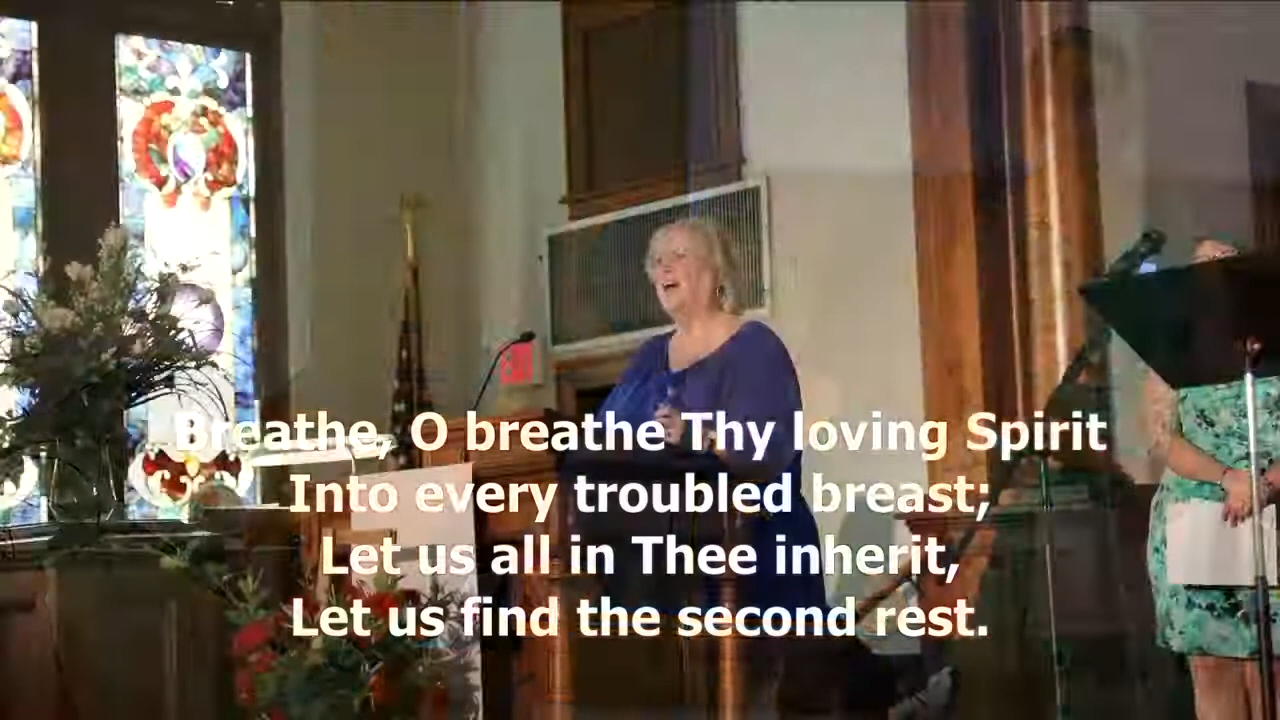 EXIT
Breathe, O breathe Thy loving Spirit
Into every troubled breast;
Let us all in Thee inherit,
Let us find the second rest.